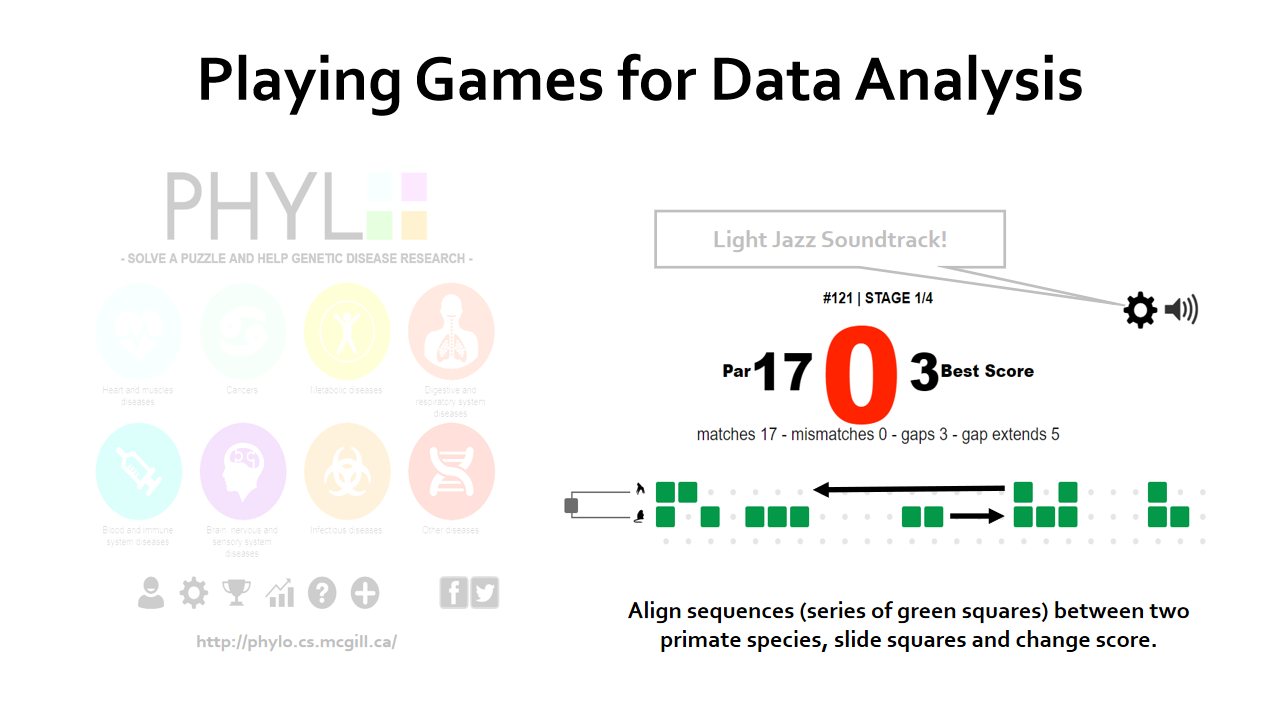 Playing Games for Data Analysis
PHYL
- SOLVE A PUZZLE AND HELP GENETIC DISEASE RESEARCH -
Heart and muscles
diseases
Cancers
Metabolic diseases
Digestive and
respiratory system
diseases
Blood and immune
system diseases
Brain, nervous and
sensory system
diseases
Infectious diseases
Other diseases
http://phylo.cs.mcgill.ca/
Light Jazz Soundtrack!
#121 | STAGE 1/4
Par 17 0 3 Best Score
matches 17 - mismatches 0 - gaps 3 - gap extends 5
Align sequences (series of green squares) between two
primate species, slide squares and change score.